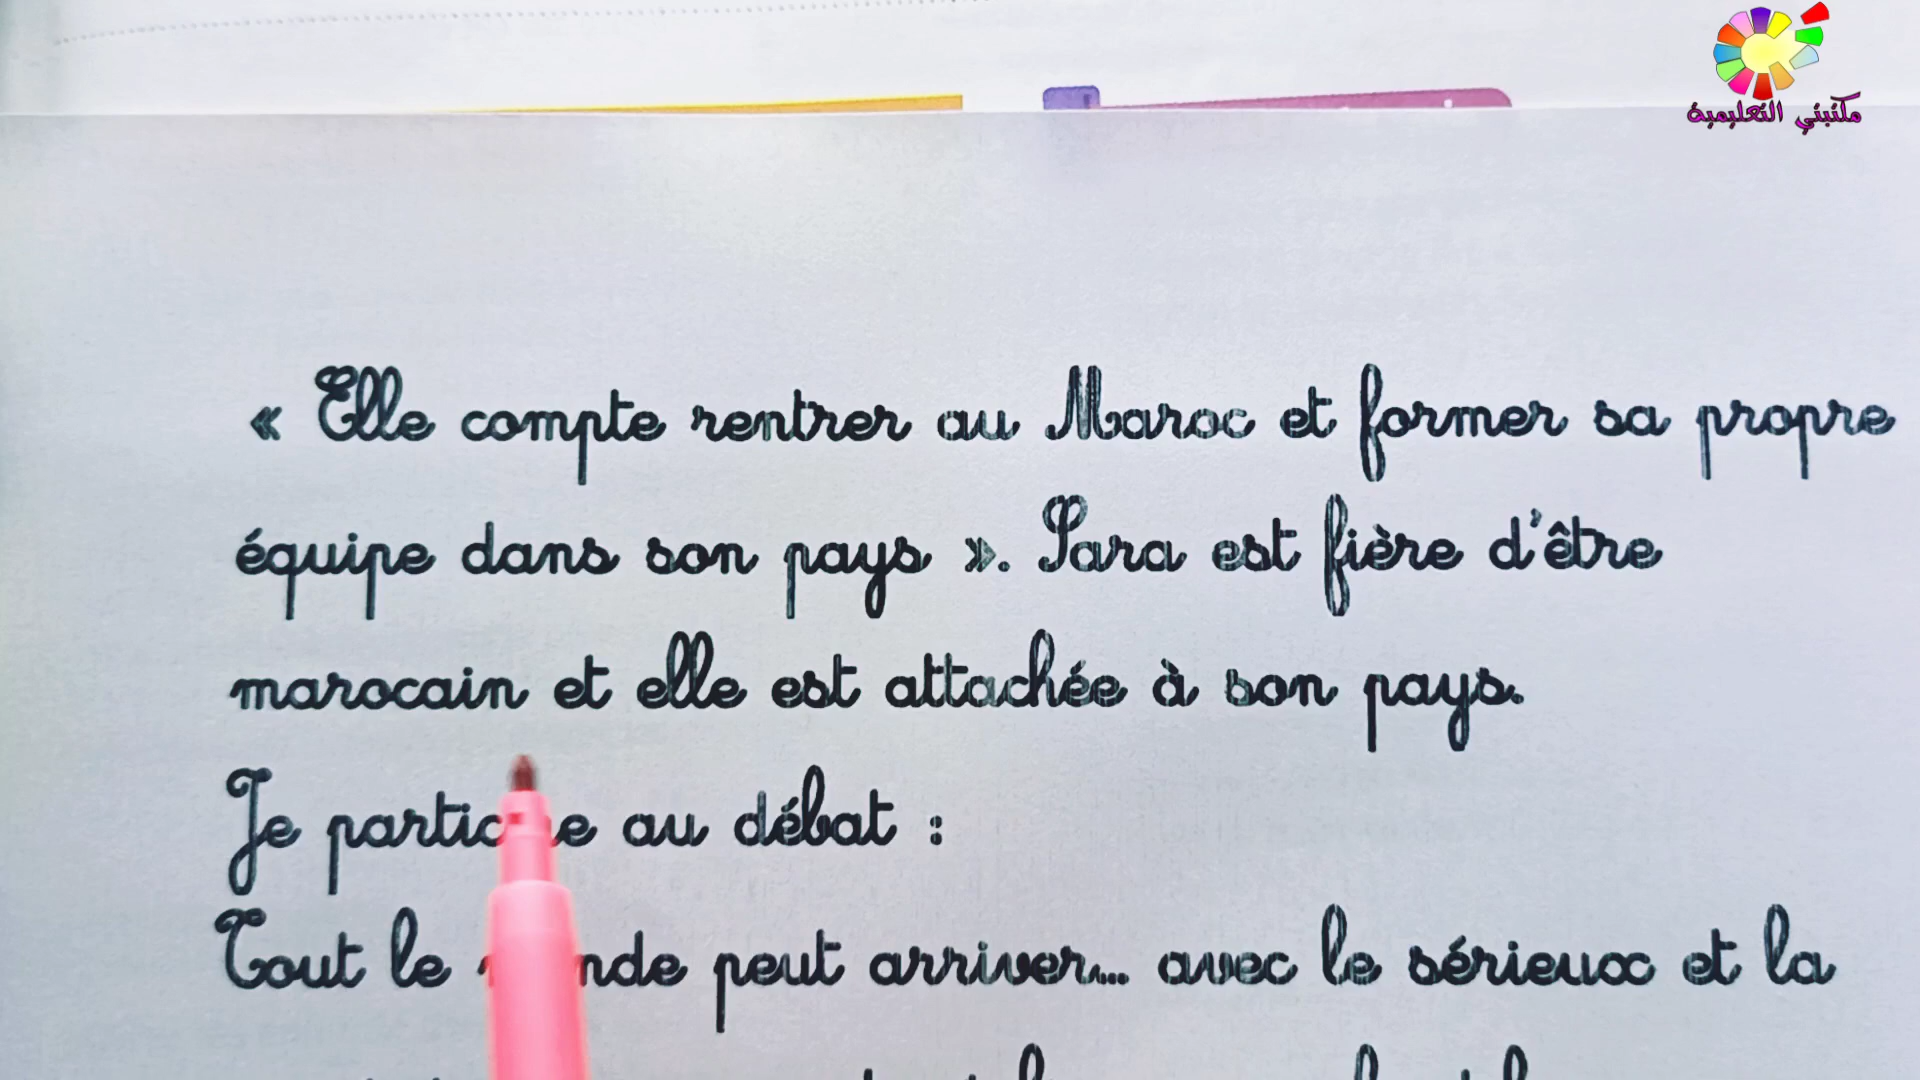 مكتبتي التعليمية
« Elle compte rentrer au Maroc et former sa propre
équipe dans son pays ». Sara est fière d'être
marocain et elle est attachée à son pays.
Je participe au débat :
Tout le monde peut arriver... avec le sérieux et la